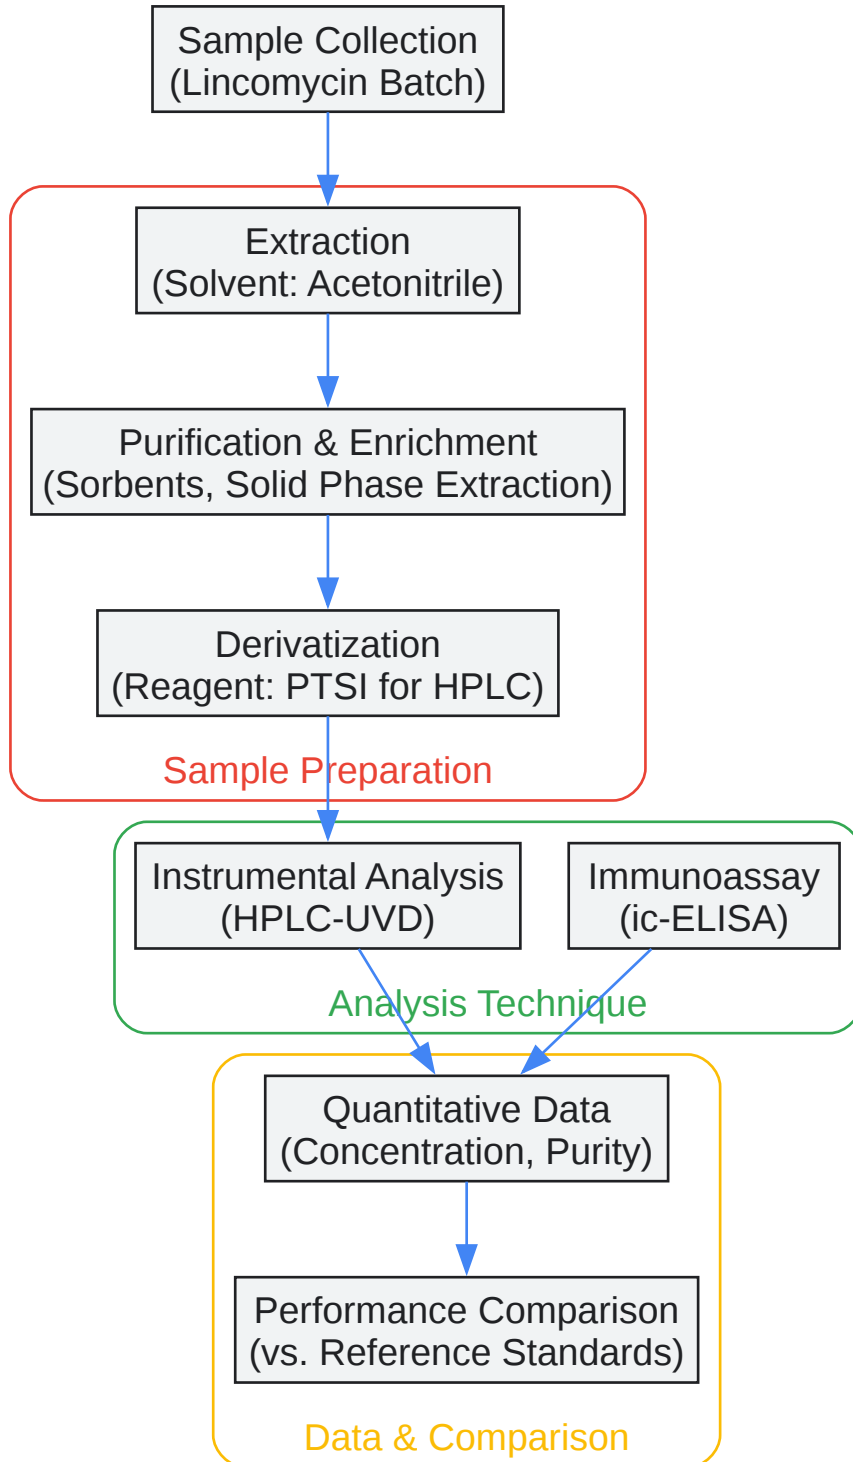 Sample Collection
(Lincomycin Batch)
Extraction
(Solvent: Acetonitrile)
Purification & Enrichment
(Sorbents, Solid Phase Extraction)
Derivatization
(Reagent: PTSI for HPLC)
Sample Preparation
Instrumental Analysis
(HPLC-UVD)
Immunoassay
(ic-ELISA)
Analysis Technique
Quantitative Data
(Concentration, Purity)
Performance Comparison
(vs. Reference Standards)
Data & Comparison